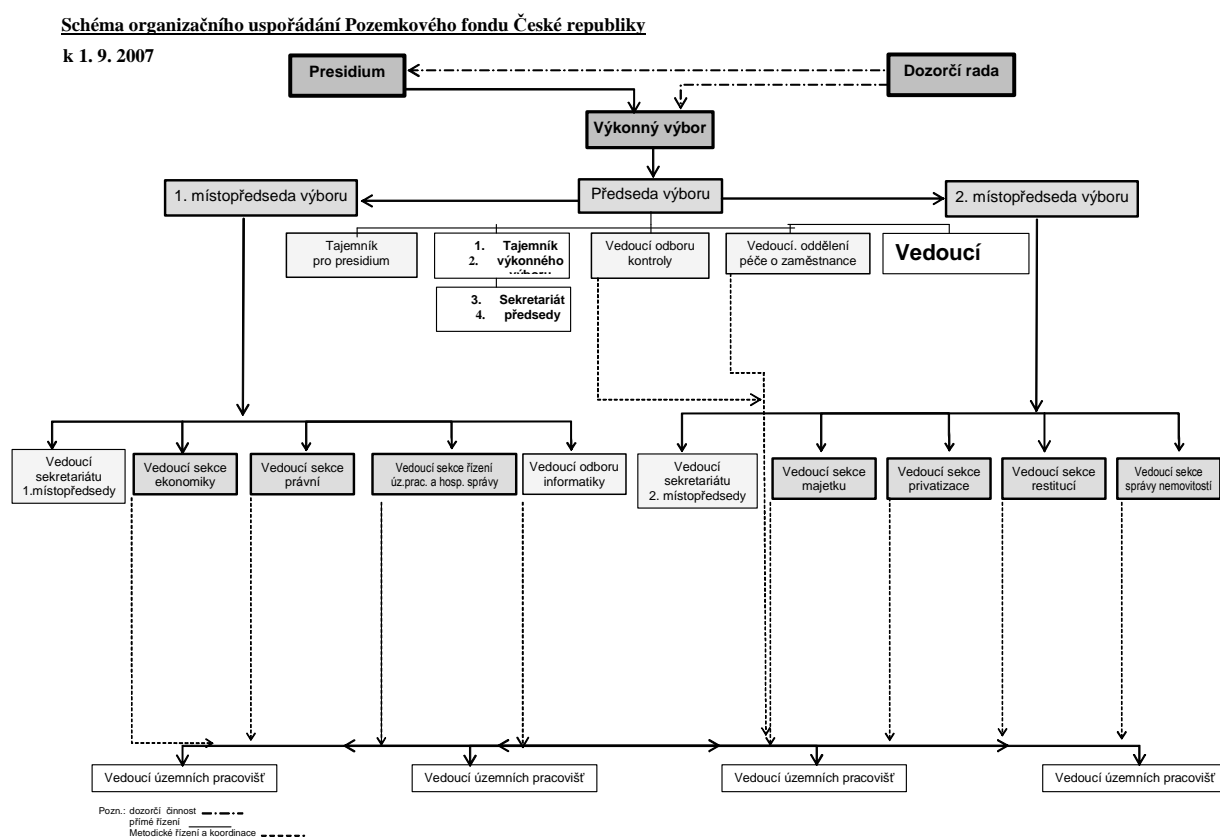 Schéma organizačního uspořádání Pozemkového fondu České republiky
k 1. 9. 2007
Presidium
Dozorčí rada
Výkonný výbor
1. místopředseda výboru
Předseda výboru
2. místopředseda výboru
Tajemník
pro presidium
1. Tajemník
2. výkonného
výboru
3. Sekretariát
4. předsedy
Vedoucí odboru
kontroly
Vedoucí. oddělení
péče o zaměstnance
Vedoucí
Vedoucí
sekretariátu
1.místopředsedy
Vedoucí sekce
ekonomiky
Vedoucí sekce
právní
Vedoucí sekce řízení
úz.prac. a hosp. správy
Vedoucí odboru
informatiky
Vedoucí
sekretariátu
2. místopředsedy
Vedoucí sekce
majetku
Vedoucí sekce
privatizace
Vedoucí sekce
restitucí
Vedoucí sekce
správy nemovitostí
Vedoucí územních pracovišť
Vedoucí územních pracovišť
Vedoucí územních pracovišť
Vedoucí územních pracovišť
Pozn.: dozorčí činnost
přímé řízení
Metodické řízení a koordinace